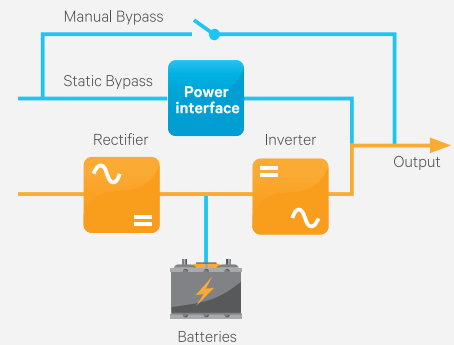 Manual Bypass
Static Bypass
Power
interface
Rectifier
Inverter
Output
Batteries